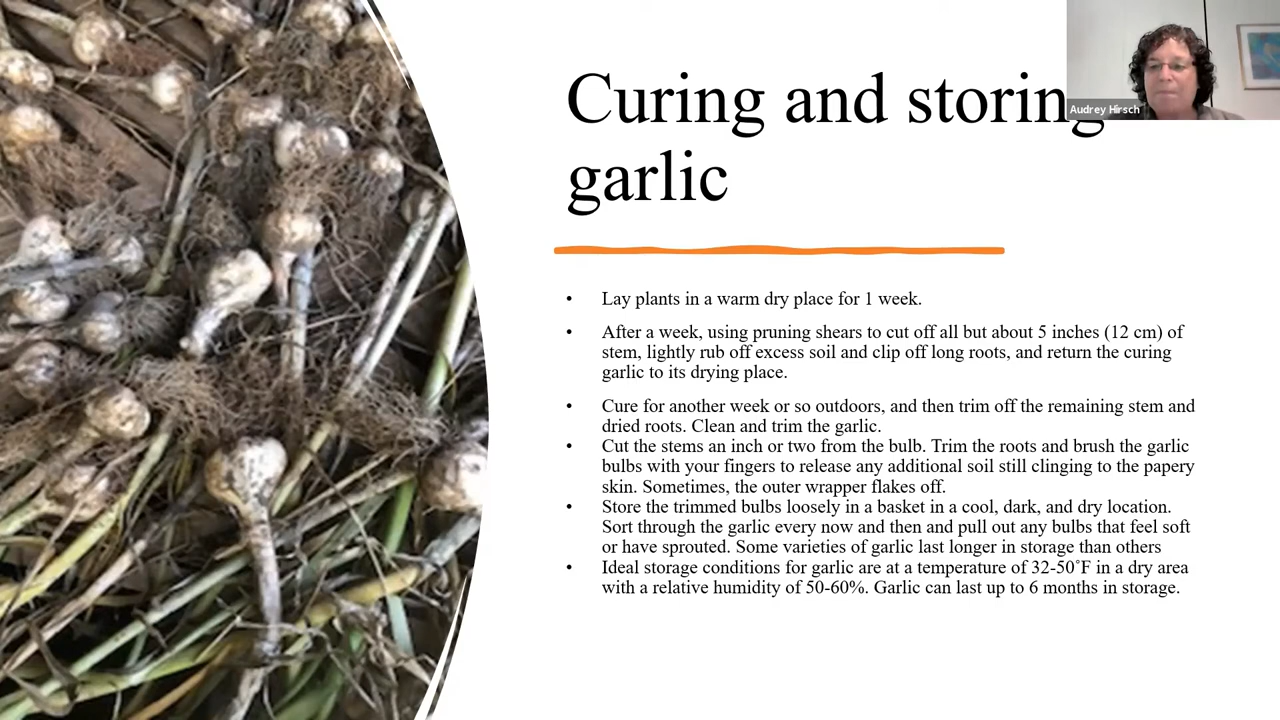 Curing and storing
garlic
Audrey Hirsch
• Lay plants in a warm dry place for 1 week.
• After a week, using pruning shears to cut off all but about 5 inches (12 cm) of
stem, lightly rub off excess soil and clip off long roots, and return the curing
garlic to its drying place.
• Cure for another week or so outdoors, and then trim off the remaining stem and
dried roots. Clean and trim the garlic.
• Cut the stems an inch or two from the bulb. Trim the roots and brush the garlic
bulbs with your fingers to release any additional soil still clinging to the papery
skin. Sometimes, the outer wrapper flakes off.
• Store the trimmed bulbs loosely in a basket in a cool, dark, and dry location.
Sort through the garlic every now and then and pull out any bulbs that feel soft
or have sprouted. Some varieties of garlic last longer in storage than others
• Ideal storage conditions for garlic are at a temperature of 32-50˚F in a dry area
with a relative humidity of 50-60%. Garlic can last up to 6 months in storage.